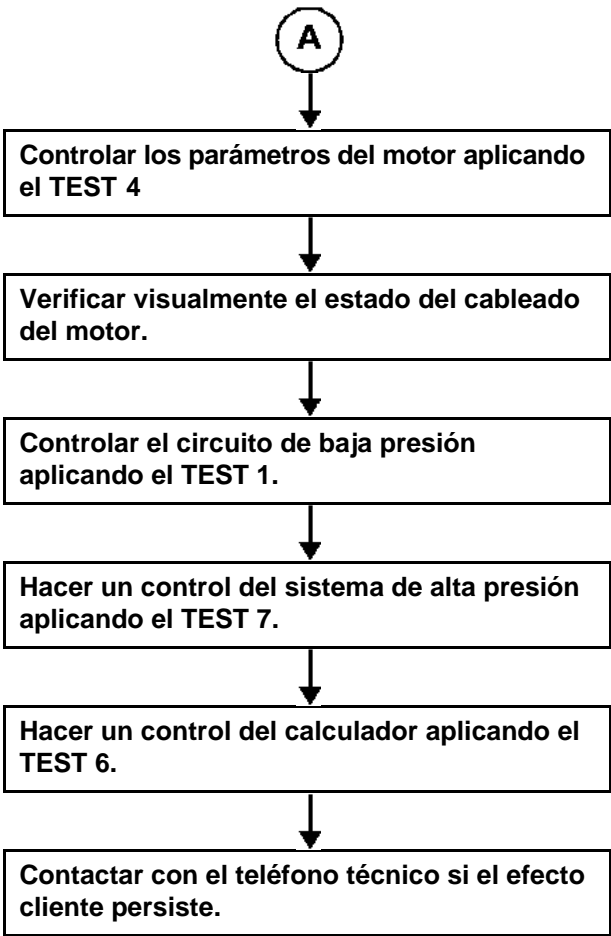 A
Controlar los parámetros del motor aplicando
el TEST 4
Verificar visualmente el estado del cableado
del motor.
Controlar el circuito de baja presión
aplicando el TEST 1.
Hacer un control del sistema de alta presión
aplicando el TEST 7.
Hacer un control del calculador aplicando el
TEST 6.
Contactar con el teléfono técnico si el efecto
cliente persiste.